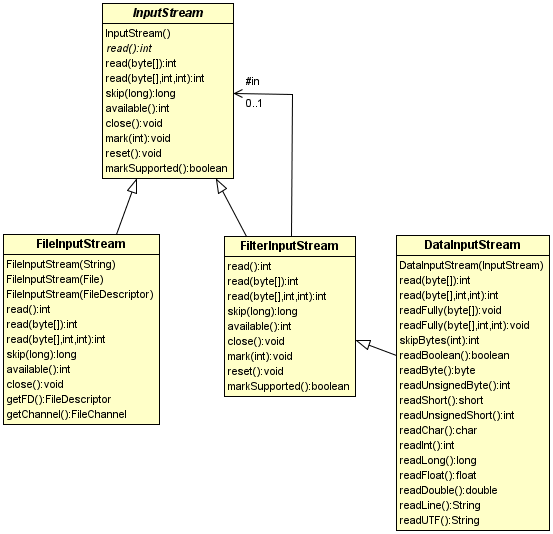 InputStream
InputStream()
read():int
read(byte[]):int
read(byte[],int,int):int
skip(long):long
available():int
close():void
mark(int):void
reset():void
markSupported():boolean
#in
0..1
FileInputStream
FileInputStream(String)
FileInputStream(File)
FileInputStream(FileDescriptor)
read():int
read(byte[]):int
read(byte[],int,int):int
skip(long):long
available():int
close():void
getFD():FileDescriptor
getChannel():FileChannel
FilterInputStream
read():int
read(byte[]):int
read(byte[],int,int):int
skip(long):long
available():int
close():void
mark(int):void
reset():void
markSupported():boolean
DataInputStream
DataInputStream(InputStream)
read(byte[]):int
read(byte[],int,int):int
readFully(byte[]):void
readFully(byte[],int,int):void
skipBytes(int):int
readBoolean():boolean
readByte():byte
readUnsignedByte():int
readShort():short
readUnsignedShort():int
readChar():char
readInt():int
readLong():long
readFloat():float
readDouble():double
readLine():String
readUTF():String